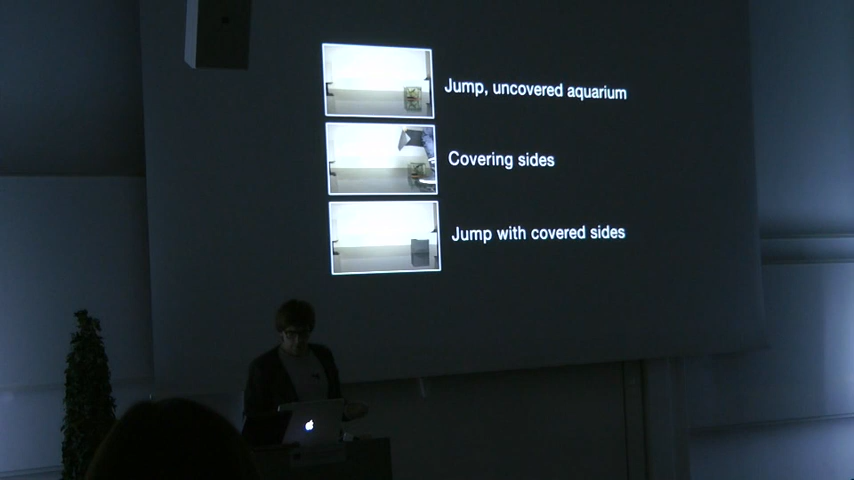 Jump, uncovered aquarium
Covering sides
Jump with covered sides